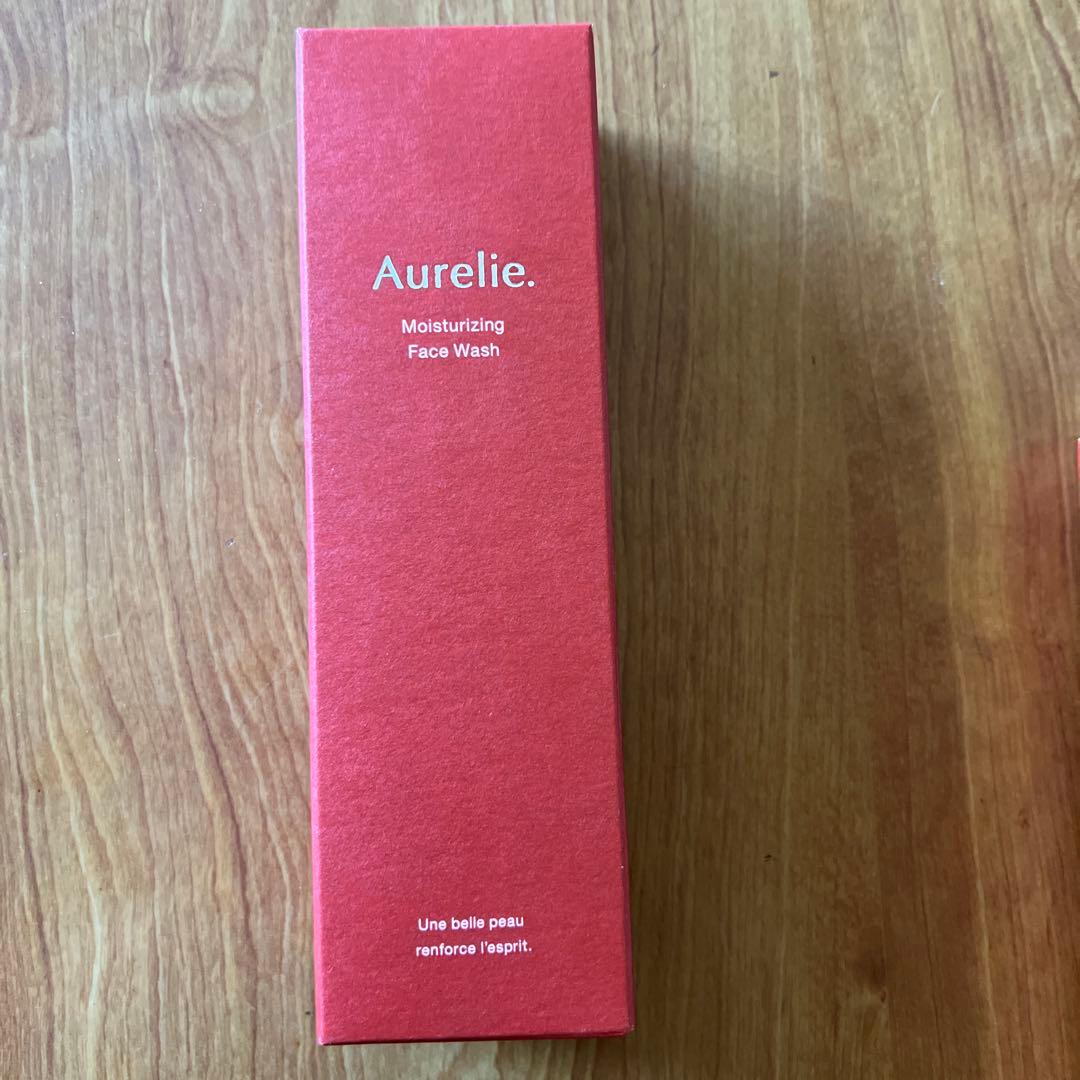 Aurelie.
Moisturizing
Face Wash
Une belle peau
renforce l'esprit.